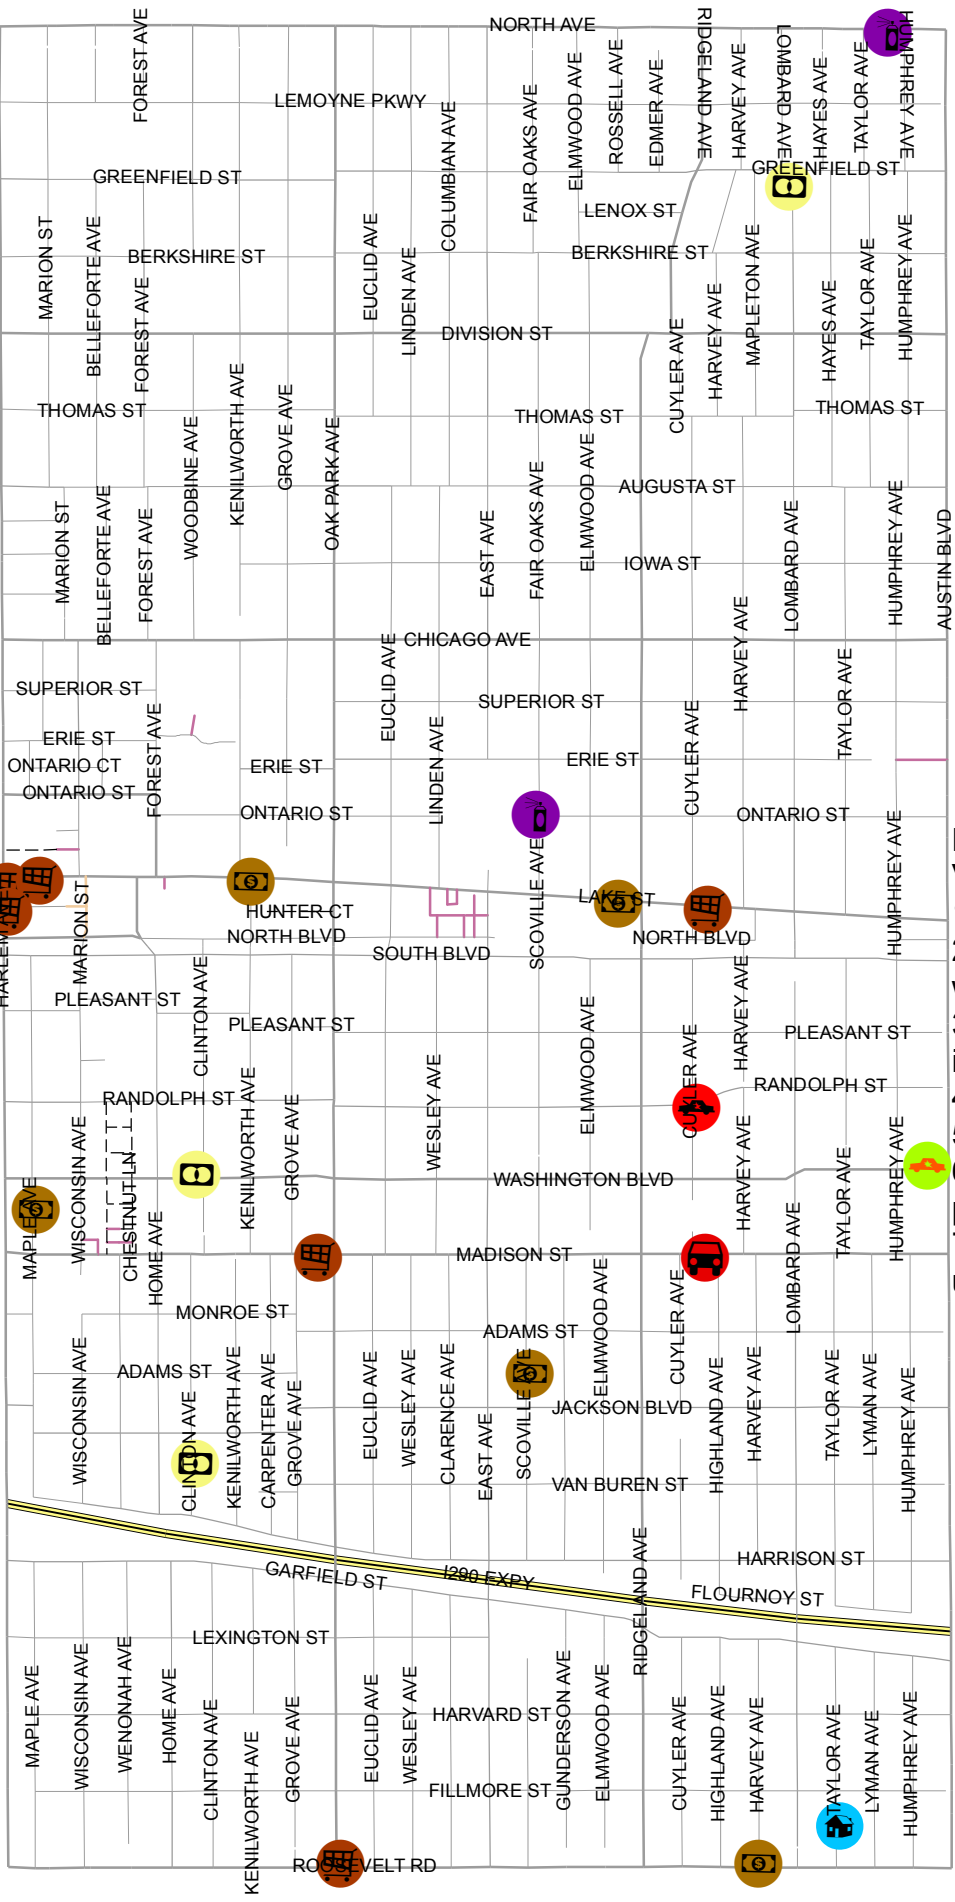 NORTH AVE
FOREST AVE
RIDGELAND AVE
HUMPHREY AVE
LOMBARD AVE
ROSSELL AVE
TAYLOR AVE
HARVEY AVE
ELMWOOD AVE
EDMER AVE
HAYES AVE
FAIR OAKS AVE
LEMOYNE PKWY
COLUMBIAN AVE
GREENFIELD ST
GREENFIELD ST
LENOX ST
MARION ST
BELLEFORTE AVE
BERKSHIRE ST
EUCLID AVE
LINDEN AVE
BERKSHIRE ST
MAPLETON AVE
TAYLOR AVE
HUMPHREY AVE
FOREST AVE
HARVEY AVE
HAYES AVE
DIVISION ST
CUYLER AVE
THOMAS ST
KENILWORTH AVE
GROVE AVE
THOMAS ST
THOMAS ST
WOODBINE AVE
OAK PARK AVE
ELMWOOD AVE
FAIR OAKS AVE
AUGUSTA ST
MARION ST
BELLEFORTE AVE
FOREST AVE
EAST AVE
LOMBARD AVE
HUMPHREY AVE
AUSTIN BLVD
IOWA ST
CHICAGO AVE
EUCLID AVE
HARVEY AVE
TAYLOR AVE
SUPERIOR ST
SUPERIOR ST
FOREST AVE
ERIE ST
LINDEN AVE
CUYLER AVE
ERIE ST
ONTARIO CT
ERIE ST
ONTARIO ST
ONTARIO ST
ONTARIO ST
SCOVILLE AVE
HUMPHREY AVE
LAKE ST
HUNTER CT
MARION ST
NORTH BLVD
NORTH BLVD
SOUTH BLVD
PLEASANT ST
CLINTON AVE
PLEASANT ST
ELMWOOD AVE
CUYLER AVE
HARVEY AVE
PLEASANT ST
WESLEY AVE
KENILWORTH AVE
RANDOLPH ST
RANDOLPH ST
GROVE AVE
WISCONSIN AVE
CHESTNUT LN
HARVEY AVE
HUMPHREY AVE
TAYLOR AVE
WASHINGTON BLVD
MAPLE AVE
HOME AVE
LOMBARD AVE
MADISON ST
ELMWOOD AVE
CUYLER AVE
MONROE ST
ADAMS ST
WISCONSIN AVE
ADAMS ST
CLINTON AVE
KENILWORTH AVE
CARPENTER AVE
GROVE AVE
EUCLID AVE
WESLEY AVE
CLARENCE AVE
EAST AVE
SCOVILLE AVE
JACKSON BLVD
HIGHLAND AVE
HARVEY AVE
TAYLOR AVE
LYMAN AVE
HUMPHREY AVE
VAN BUREN ST
HARRISON ST
GARFIELD ST
I290 EXPY
RIDGELAND AVE
FLOURNOY ST
LEXINGTON ST
MAPLE AVE
WISCONSIN AVE
WENONAH AVE
HOME AVE
CLINTON AVE
KENILWORTH AVE
GROVE AVE
EUCLID AVE
WESLEY AVE
HARVARD ST
GUNDERSON AVE
ELMWOOD AVE
CUYLER AVE
HIGHLAND AVE
HARVEY AVE
TAYLOR AVE
LYMAN AVE
HUMPHREY AVE
FILLMORE ST
ROOSEVELT RD